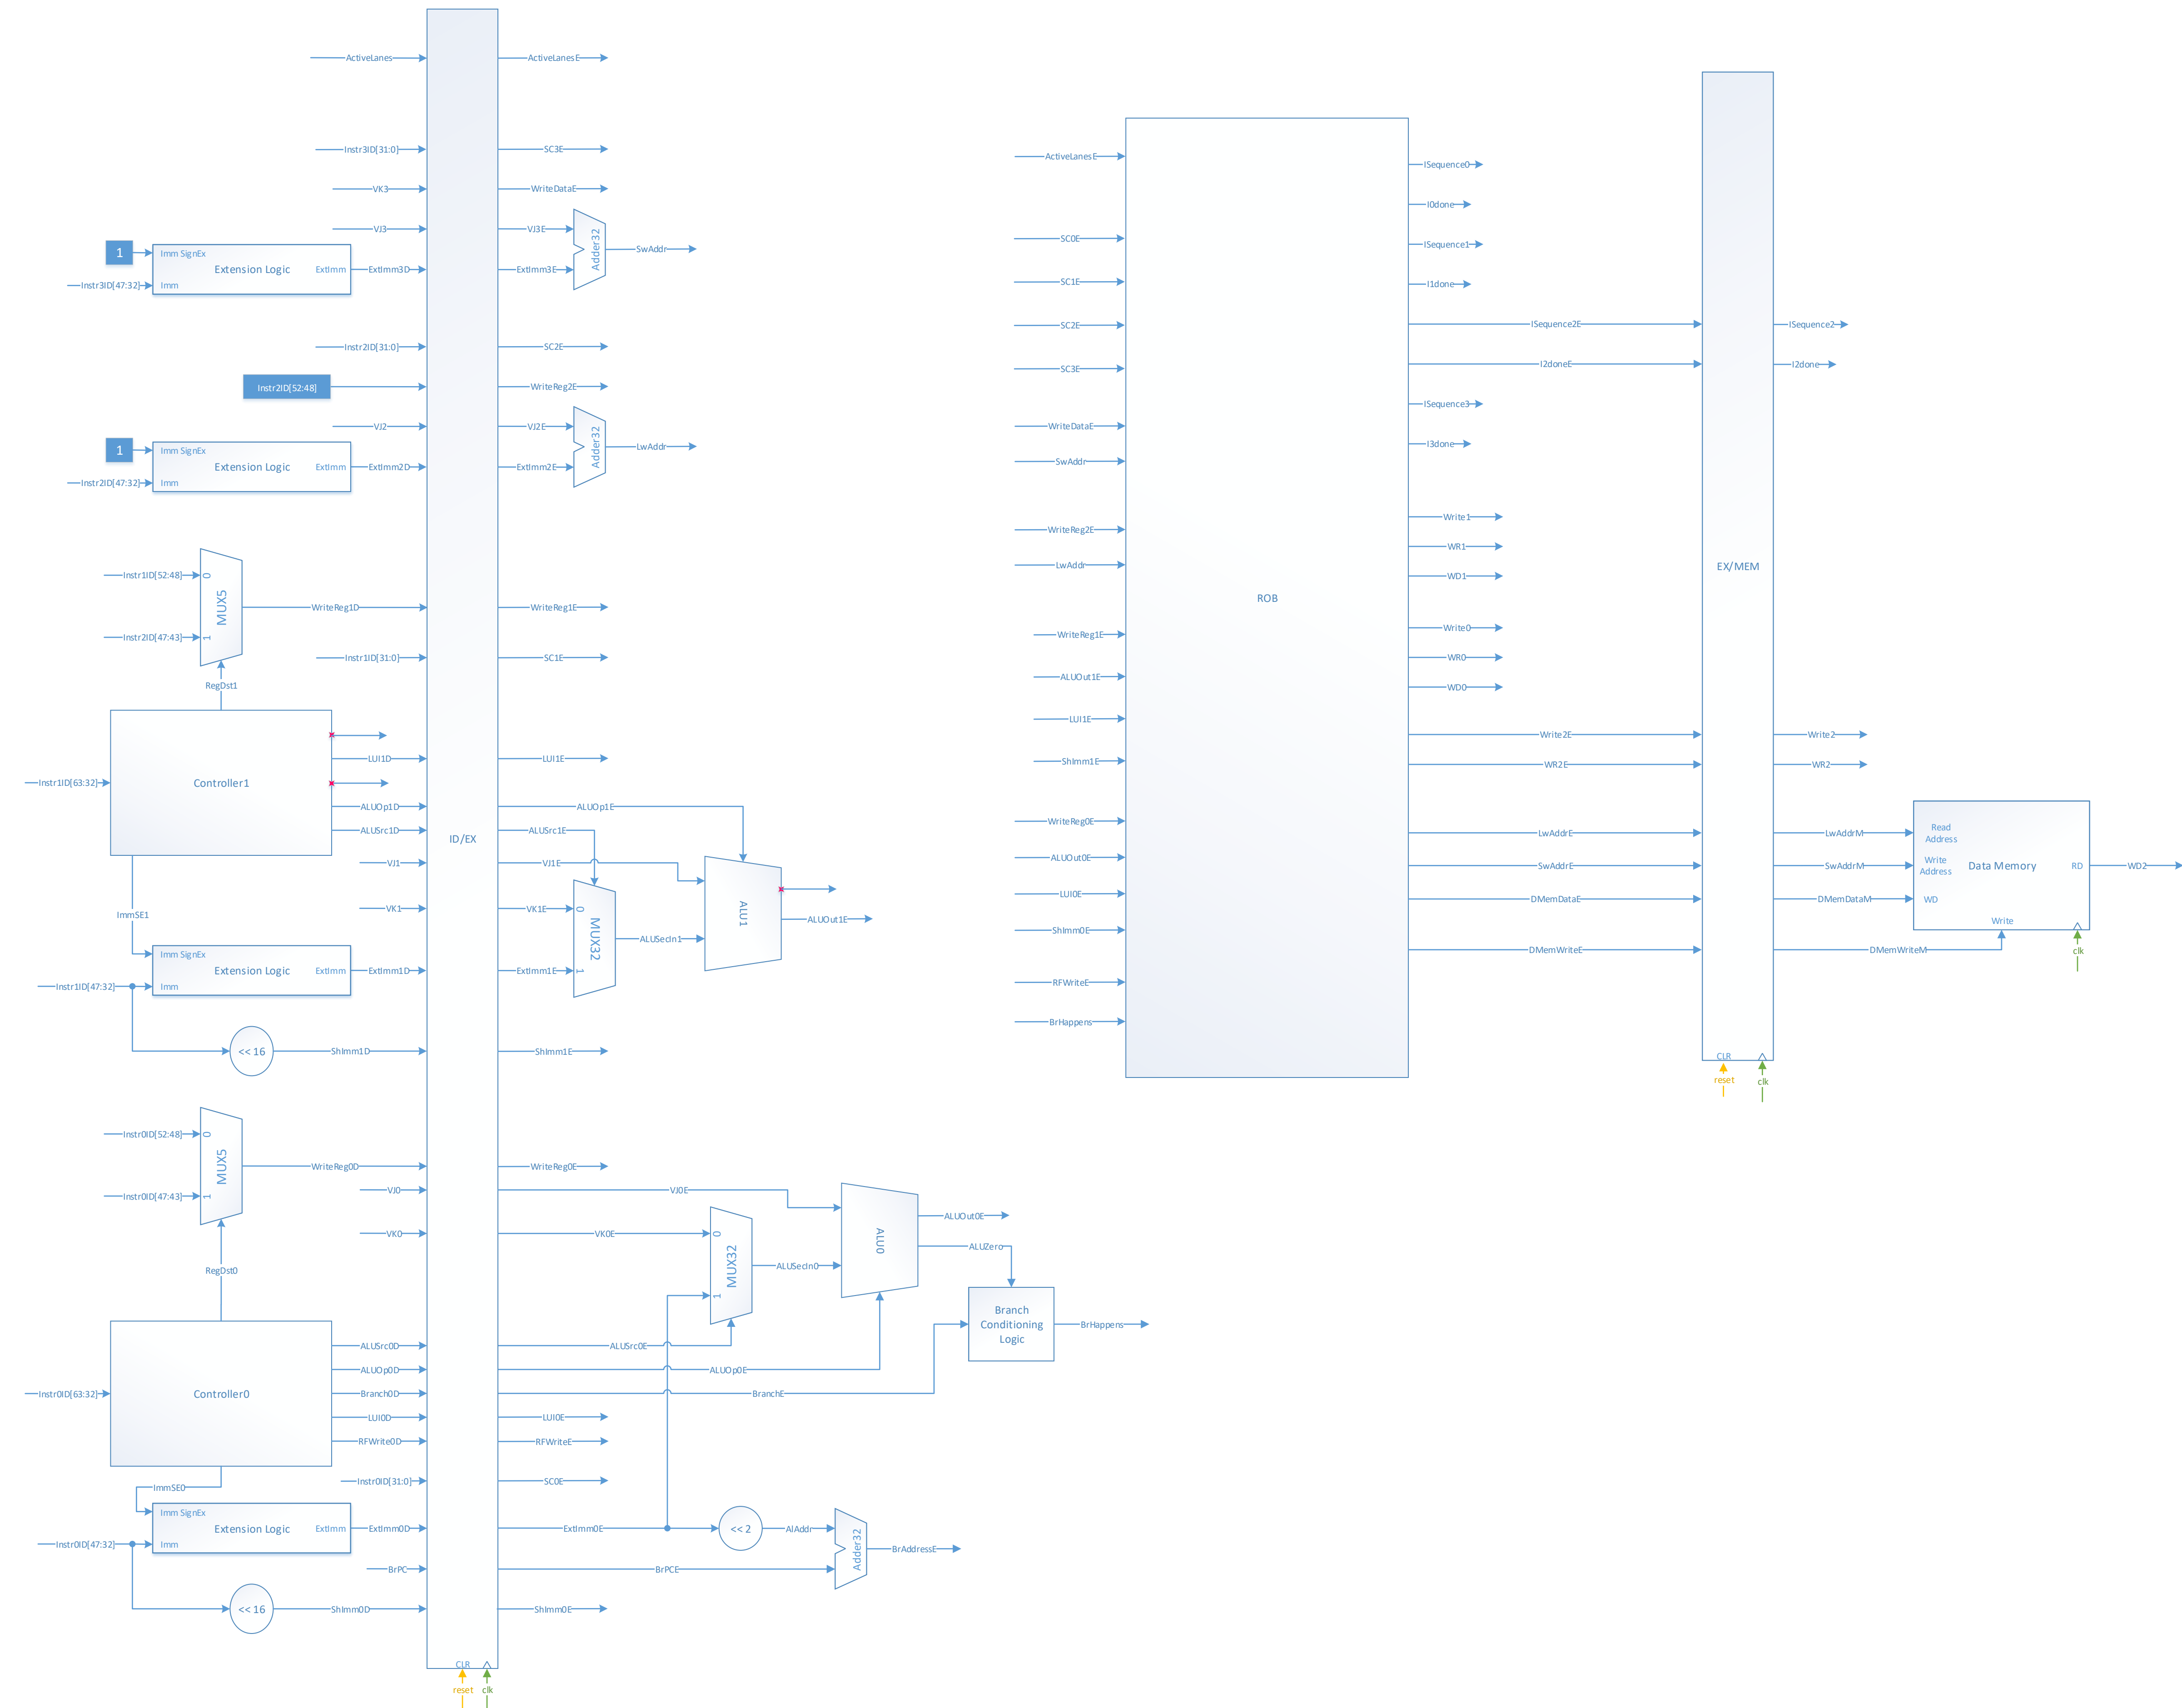 ActiveLanes
Instr3ID[31:0]
VK3
VJ3
1
Imm SignEx
Extension Logic
ExtImm
Imm
Instr3ID[47:32]
ExtImm3D
Instr2ID[31:0]
Instr2ID[52:48]
VJ2
1
Imm SignEx
Extension Logic
ExtImm
Imm
Instr2ID[47:32]
ExtImm2D
Instr1ID[52:48]
0
MUX5
1
Instr2ID[47:43]
WriteReg1D
Instr1ID[31:0]
RegDst1
Controller1
Instr1ID[63:32]
LUI1D
ALUOp1D
ALUSrc1D
VJ1
VK1
ImmSE1
Imm SignEx
Extension Logic
ExtImm
Imm
Instr1ID[47:32]
ExtImm1D
<< 16
ShImm1D
Instr0ID[52:48]
0
MUX5
1
Instr0ID[47:43]
WriteReg0D
VJ0
VK0
RegDst0
Controller0
Instr0ID[63:32]
ALUSrc0D
ALUOp0D
Branch0D
LUI0D
RFWrite0D
Instr0ID[31:0]
ImmSE0
Imm SignEx
Extension Logic
ExtImm
Imm
Instr0ID[47:32]
ExtImm0D
BrPC
<< 16
ShImm0D
ID/EX
CLR
reset
clk
ActiveLanesE
SC3E
WriteDataE
VJ3E
ExtImm3E
Adder32
SwAddr
SC2E
WriteReg2E
VJ2E
ExtImm2E
Adder32
LwAddr
WriteReg1E
SC1E
LUI1E
ALUOp1E
ALUSrc1E
VJ1E
VK1E
ExtImm1E
0
MUX32
1
ALUSecIn1
ALU1
ALUOut1E
ShImm1E
WriteReg0E
VJ0E
VK0E
0
MUX32
1
ALUSecIn0
ALU0
ALUOut0E
ALUZero
Branch
Conditioning
Logic
BrHappens
ALUSrc0E
ALUOp0E
BranchE
LUI0E
RFWriteE
SC0E
ExtImm0E
<< 2
AlAddr
Adder32
BrAddressE
BrPCE
ShImm0E
ActiveLanesE
SC0E
SC1E
SC2E
SC3E
WriteDataE
SwAddr
WriteReg2E
LwAddr
WriteReg1E
ALUOut1E
LUI1E
ShImm1E
WriteReg0E
ALUOut0E
LUI0E
ShImm0E
RFWriteE
BrHappens
ROB
ISequence0
I0done
ISequence1
I1done
ISequence2E
I2doneE
ISequence3
I3done
Write1
WR1
WD1
Write0
WR0
WD0
Write2E
WR2E
LwAddrE
SwAddrE
DMemDataE
DMemWriteE
EX/MEM
CLR
reset
clk
ISequence2
I2done
Write2
WR2
LwAddrM
SwAddrM
DMemDataM
DMemWriteM
Read
Address
Write
Address
WD
Data Memory
RD
Write
clk
WD2